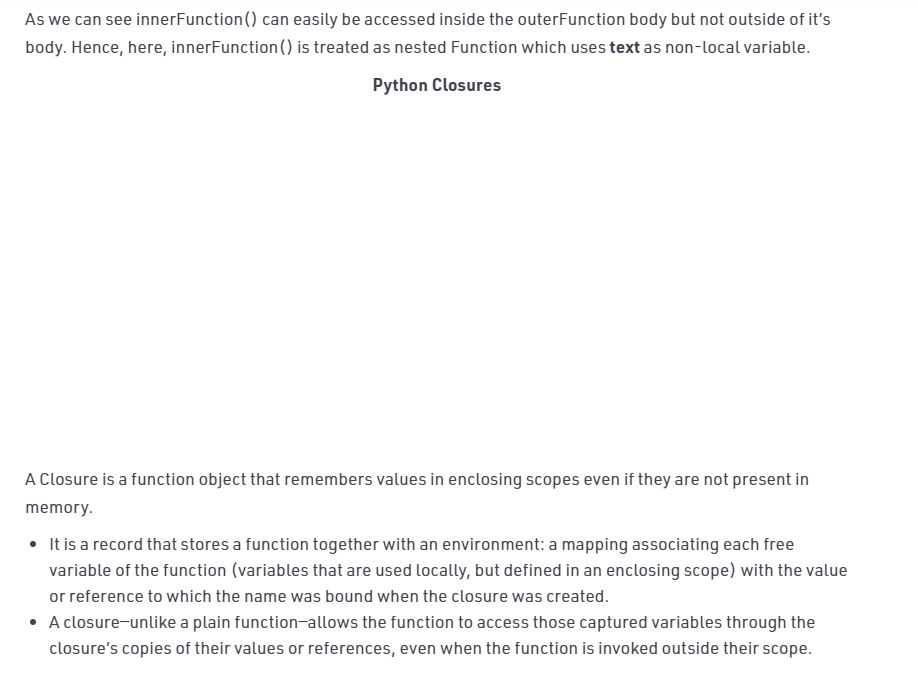 As we can see innerFunction() can easily be accessed inside the outerFunction body but not outside of it’s
body. Hence, here, innerFunction() is treated as nested Function which uses text as non-local variable.
Python Closures
A Closure is a function object that remembers values in enclosing scopes even if they are not present in
memory.
• It is a record that stores a function together with an environment: a mapping associating each free
variable of the function (variables that are used locally, but defined in an enclosing scope) with the value
or reference to which the name was bound when the closure was created.
• A closure—unlike a plain function—allows the function to access those captured variables through the
closure’s copies of their values or references, even when the function is invoked outside their scope.